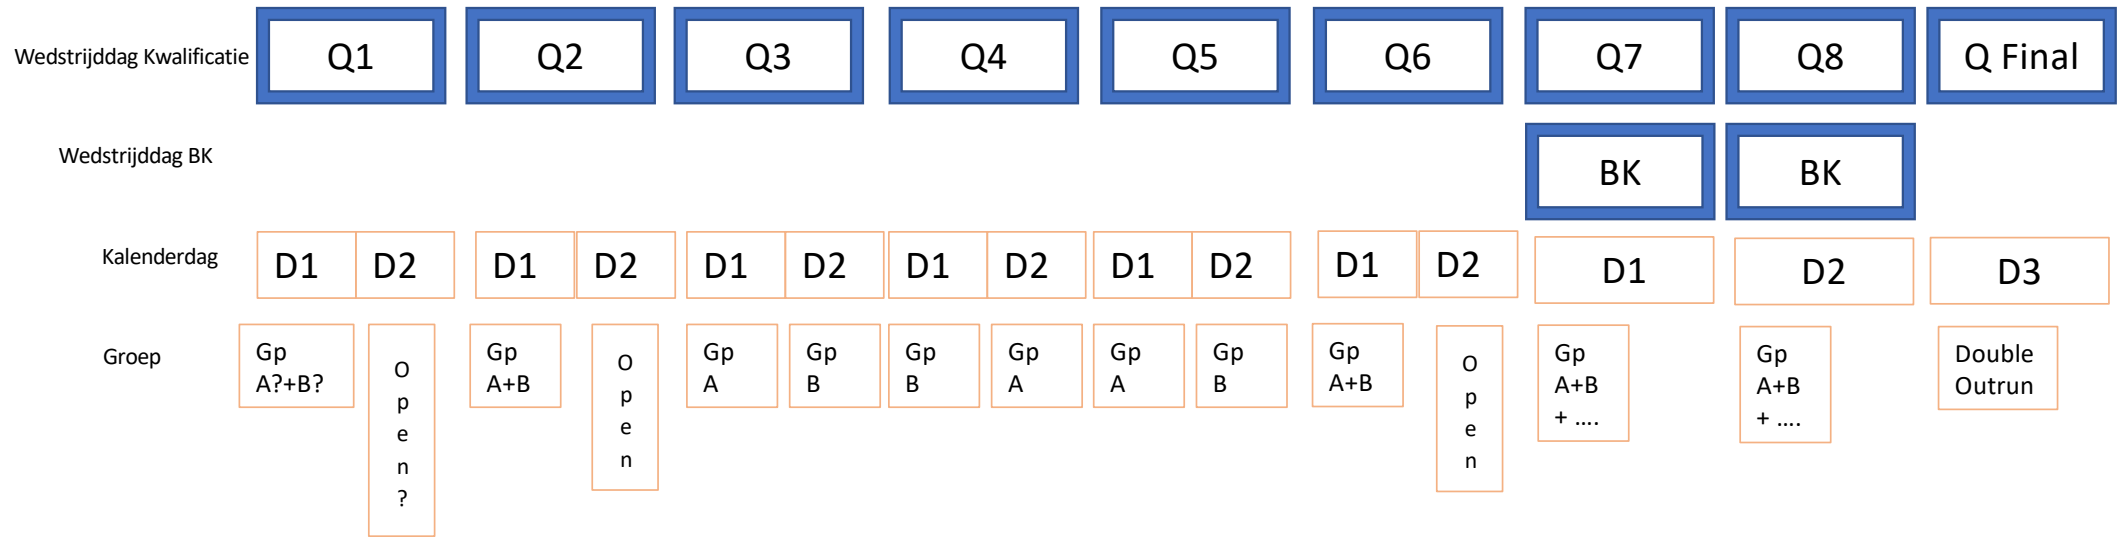 Wedstrijddag Kwalificatie Q1 Q2 Q3 Q4 Q5 Q6 Q7 Q8 Q Final
Wedstrijddag BK BK BK
Kalenderdag D1 D2 D1 D2 D1 D2 D1 D2 D1 D2 D1 D2 D1 D2 D3
Groep
Gp
A?+B?
O
p
e
n
?
Gp
A+B
O
p
e
n
Gp
A
Gp
B
Gp
B
Gp
A
Gp
A
Gp
B
Gp
A+B
O
p
e
n
Gp
A+B
+ ....
Gp
A+B
+ ....
Double
Outrun